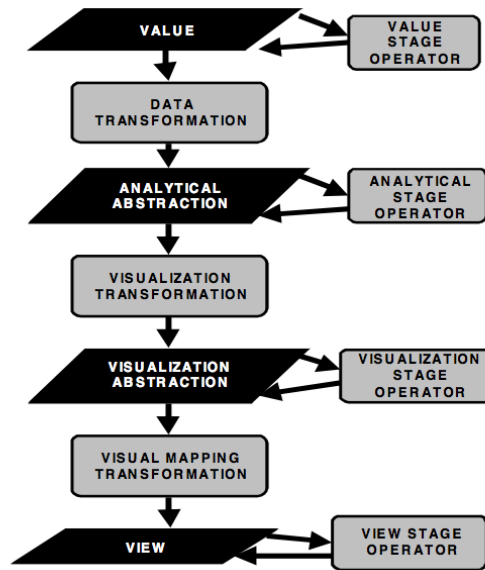 VALUE
VALUE
STAGE
OPERATOR
DATA
TRANSFORMATION
ANALYTICAL
ABSTRACTION
ANALYTICAL
STAGE
OPERATOR
VISUALIZATION
TRANSFORMATION
VISUALIZATION
ABSTRACTION
VISUALIZATION
STAGE
OPERATOR
VISUAL MAPPING
TRANSFORMATION
VIEW
VIEW STAGE
OPERATOR